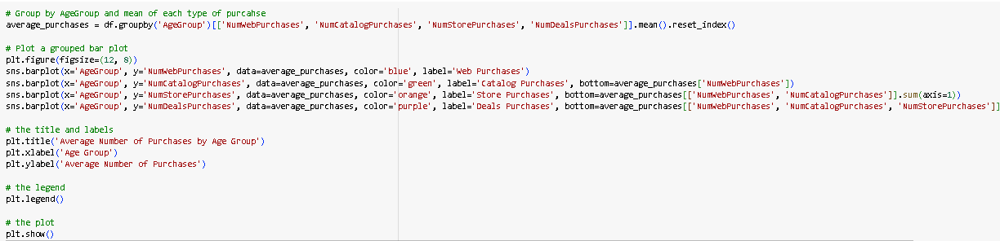 # Group by AgeGroup and mean of each type of purcahse
average_purchases = df.groupby('AgeGroup')[['NumWebPurchases', 'NumCatalogPurchases', 'NumStorePurchases', 'NumDealsPurchases']].mean().reset_index()
# Plot a grouped bar plot
plt.figure(figsize=(12, 8))
sns.barplot(x='AgeGroup', y='NumWebPurchases', data=average_purchases, color='blue', label='Web Purchases')
sns.barplot(x='AgeGroup', y='NumCatalogPurchases', data=average_purchases, color='green', label='Catalog Purchases', bottom=average_purchases['NumWebPurchases'])
sns.barplot(x='AgeGroup', y='NumStorePurchases', data=average_purchases, color='orange', label='Store Purchases', bottom=average_purchases[['NumWebPurchases', 'NumCatalogPurchases']].sum(axis=1))
sns.barplot(x='AgeGroup', y='NumDealsPurchases', data=average_purchases, color='purple', label='Deals Purchases', bottom=average_purchases[['NumWebPurchases', 'NumCatalogPurchases', 'NumStorePurchases']]
# the title and labels
plt.title('Average Number of Purchases by Age Group')
plt.xlabel('Age Group')
plt.ylabel('Average Number of Purchases')
# the legend
plt.legend()
# the plot
plt.show()